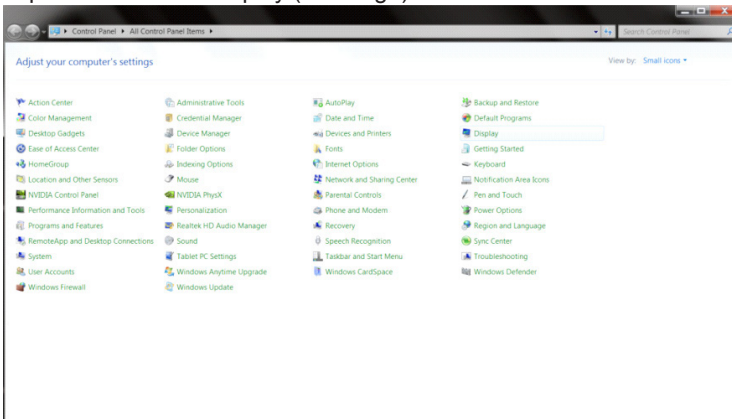 Control Panel All Control Panel Items
Search Control Panel
Adjust your computer's settings
View by: Small icons
Action Center Administrative Tools AutoPlay Backup and Restore
Color Management Credential Manager Date and Time Default Programs
Desktop Gadgets Device Manager Devices and Printers Display
Ease of Access Center Folder Options Fonts Getting Started
HomeGroup Indexing Options Internet Options Keyboard
Location and Other Sensors Mouse Network and Sharing Center Notification Area Icons
NVIDIA Control Panel NVIDIA PhysX Parental Controls Pen and Touch
Performance Information and Tools Personalization Phone and Modem Power Options
Programs and Features Realtek HD Audio Manager Recovery Region and Language
RemoteApp and Desktop Connections Sound Speech Recognition Sync Center
System Tablet PC Settings Taskbar and Start Menu Troubleshooting
User Accounts Windows Anytime Upgrade Windows CardSpace Windows Defender
Windows Firewall Windows Update